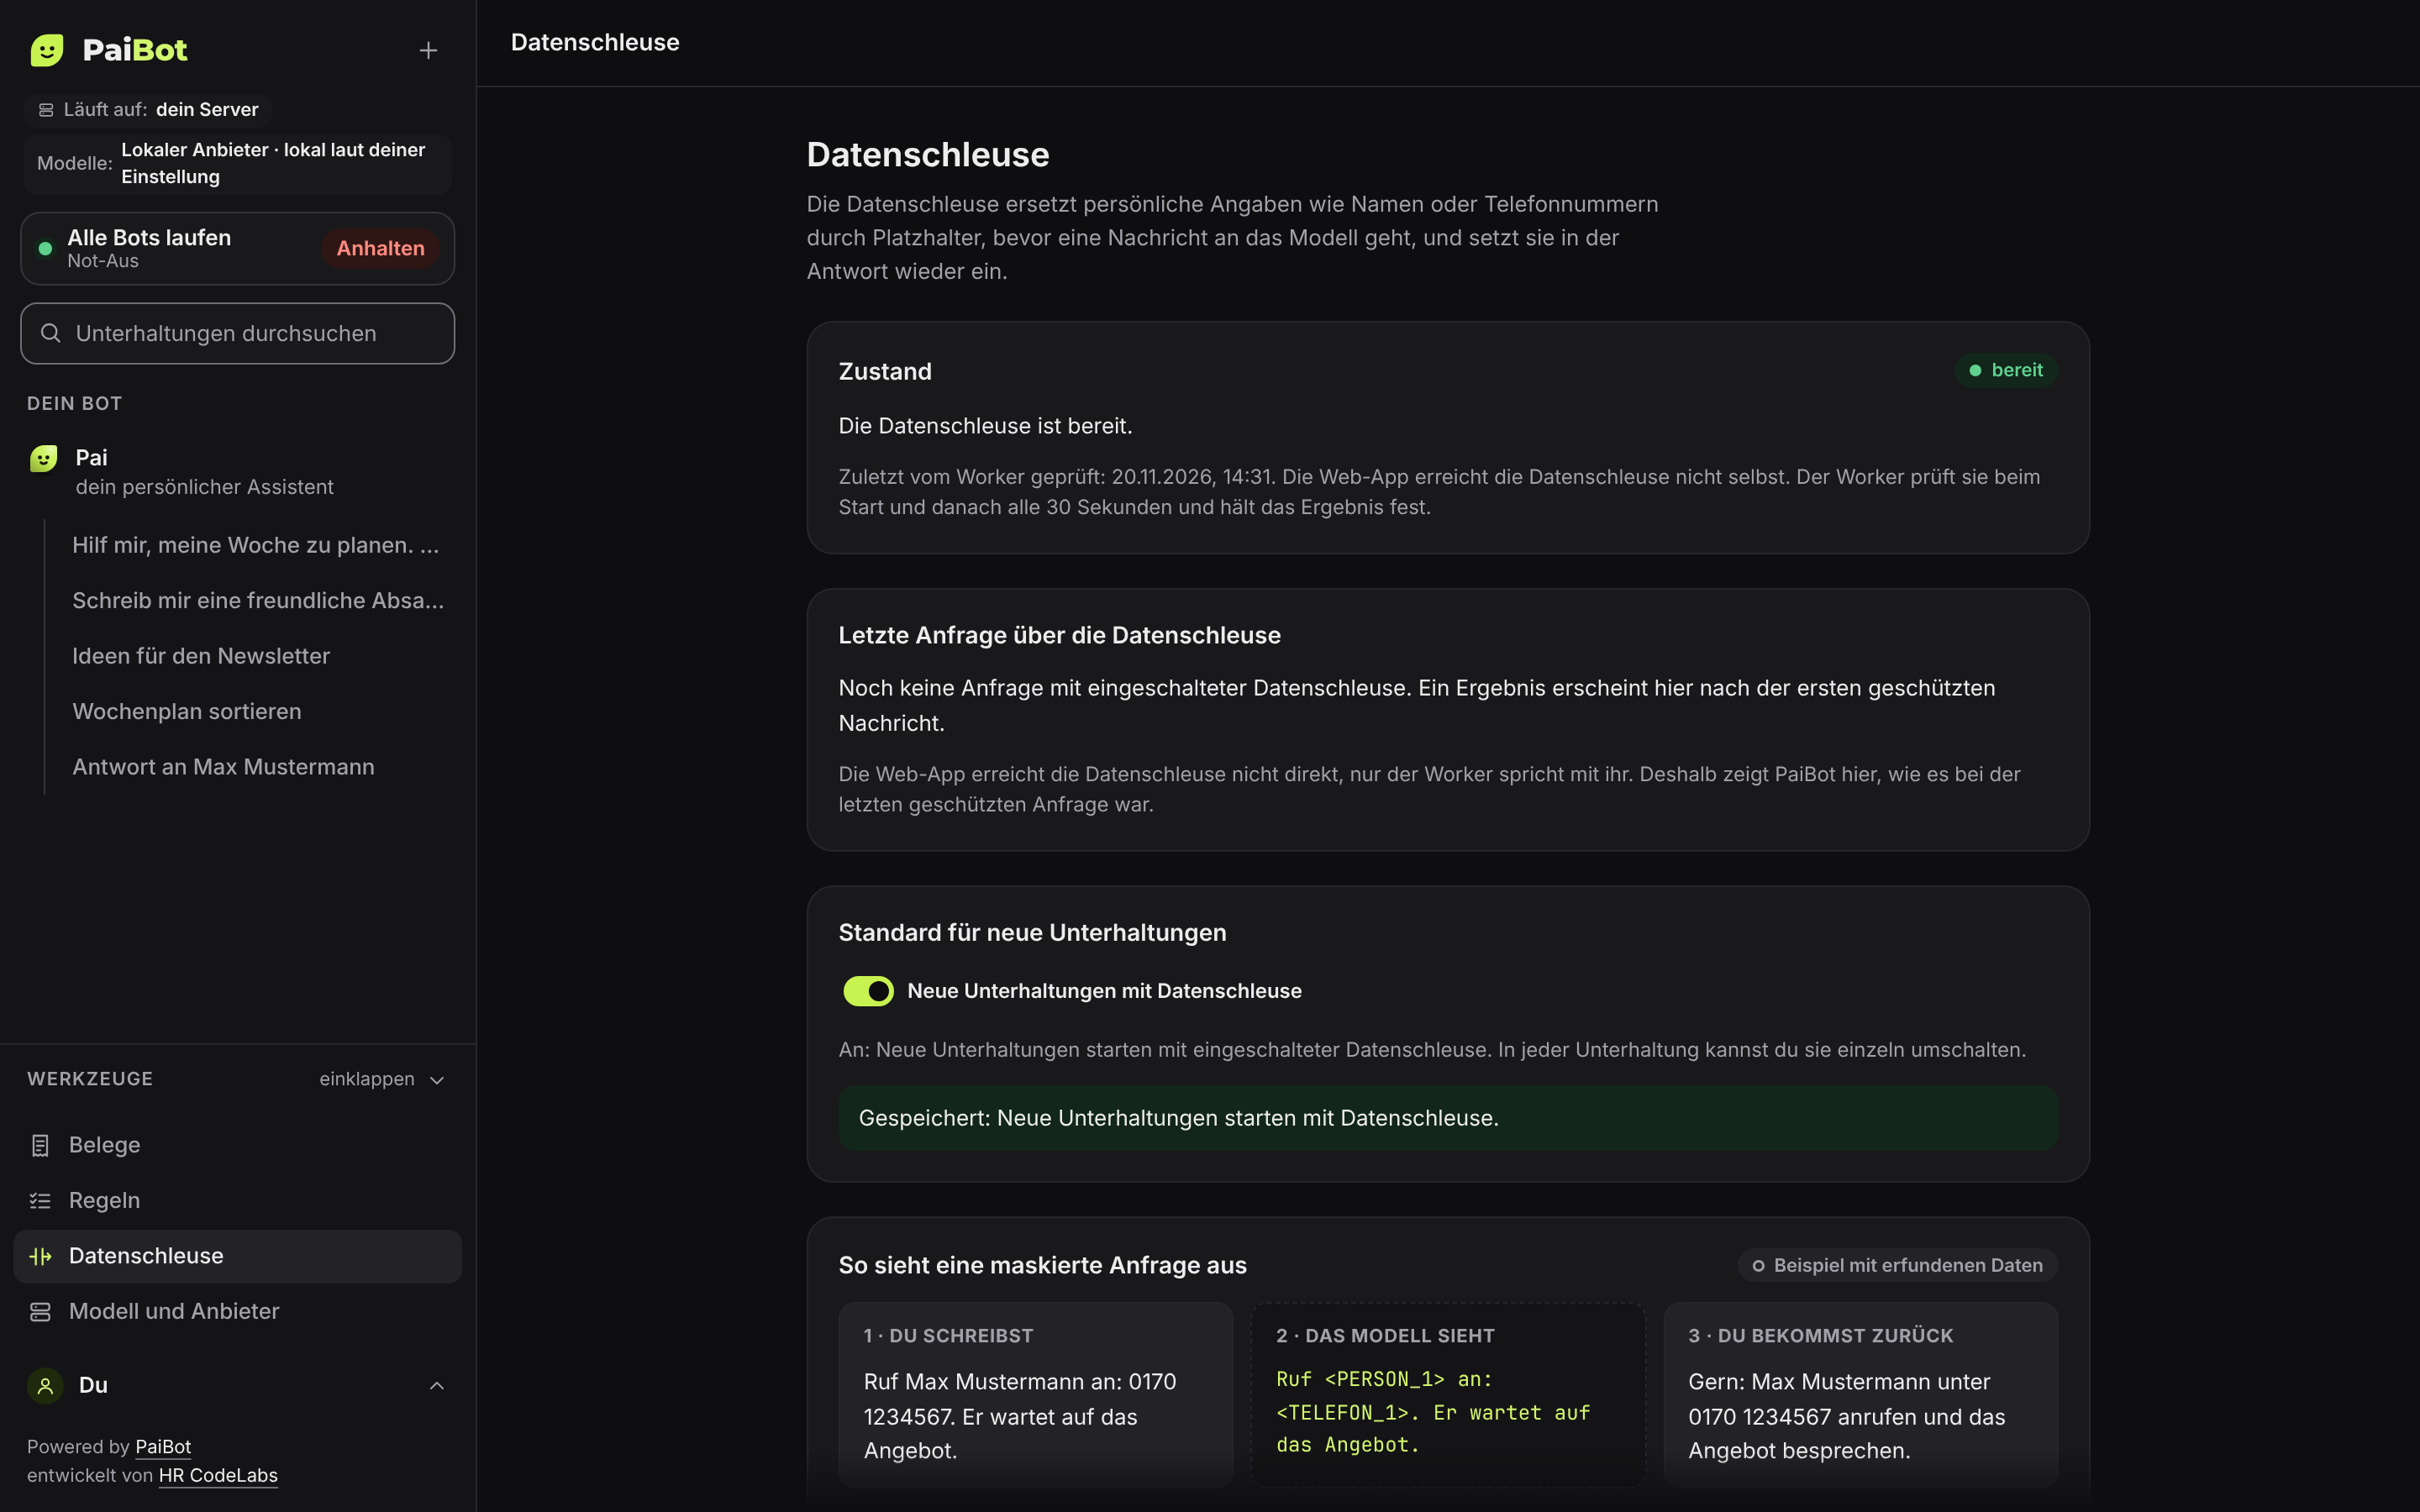 PaiBot
Läuft auf: dein Server
Modelle: Lokaler Anbieter · lokal laut deiner
Einstellung
Alle Bots laufen
Not-Aus
Anhalten
Unterhaltungen durchsuchen
DEIN BOT
Pai
dein persönlicher Assistent
Hilf mir, meine Woche zu planen. ...
Schreib mir eine freundliche Absa...
Ideen für den Newsletter
Wochenplan sortieren
Antwort an Max Mustermann
WERKZEUGE
einklappen
Belege
Regeln
Datenschleuse
Modell und Anbieter
Du
Powered by PaiBot
entwickelt von HR CodeLabs
Datenschleuse
Datenschleuse
Die Datenschleuse ersetzt persönliche Angaben wie Namen oder Telefonnummern
durch Platzhalter, bevor eine Nachricht an das Modell geht, und setzt sie in der
Antwort wieder ein.
Zustand
bereit
Die Datenschleuse ist bereit.
Zuletzt vom Worker geprüft: 20.11.2026, 14:31. Die Web-App erreicht die Datenschleuse nicht selbst. Der Worker prüft sie beim
Start und danach alle 30 Sekunden und hält das Ergebnis fest.
Letzte Anfrage über die Datenschleuse
Noch keine Anfrage mit eingeschalteter Datenschleuse. Ein Ergebnis erscheint hier nach der ersten geschützten
Nachricht.
Die Web-App erreicht die Datenschleuse nicht direkt, nur der Worker spricht mit ihr. Deshalb zeigt PaiBot hier, wie es bei der
letzten geschützten Anfrage war.
Standard für neue Unterhaltungen
Neue Unterhaltungen mit Datenschleuse
An: Neue Unterhaltungen starten mit eingeschalteter Datenschleuse. In jeder Unterhaltung kannst du sie einzeln umschalten.
Gespeichert: Neue Unterhaltungen starten mit Datenschleuse.
So sieht eine maskierte Anfrage aus
Beispiel mit erfundenen Daten
1 · DU SCHREIBST
Ruf Max Mustermann an: 0170
1234567. Er wartet auf das
Angebot.
2 · DAS MODELL SIEHT
Ruf <PERSON_1> an:
<TELEFON_1>. Er wartet auf
das Angebot.
3 · DU BEKOMMST ZURÜCK
Gern: Max Mustermann unter
0170 1234567 anrufen und das
Angebot besprechen.